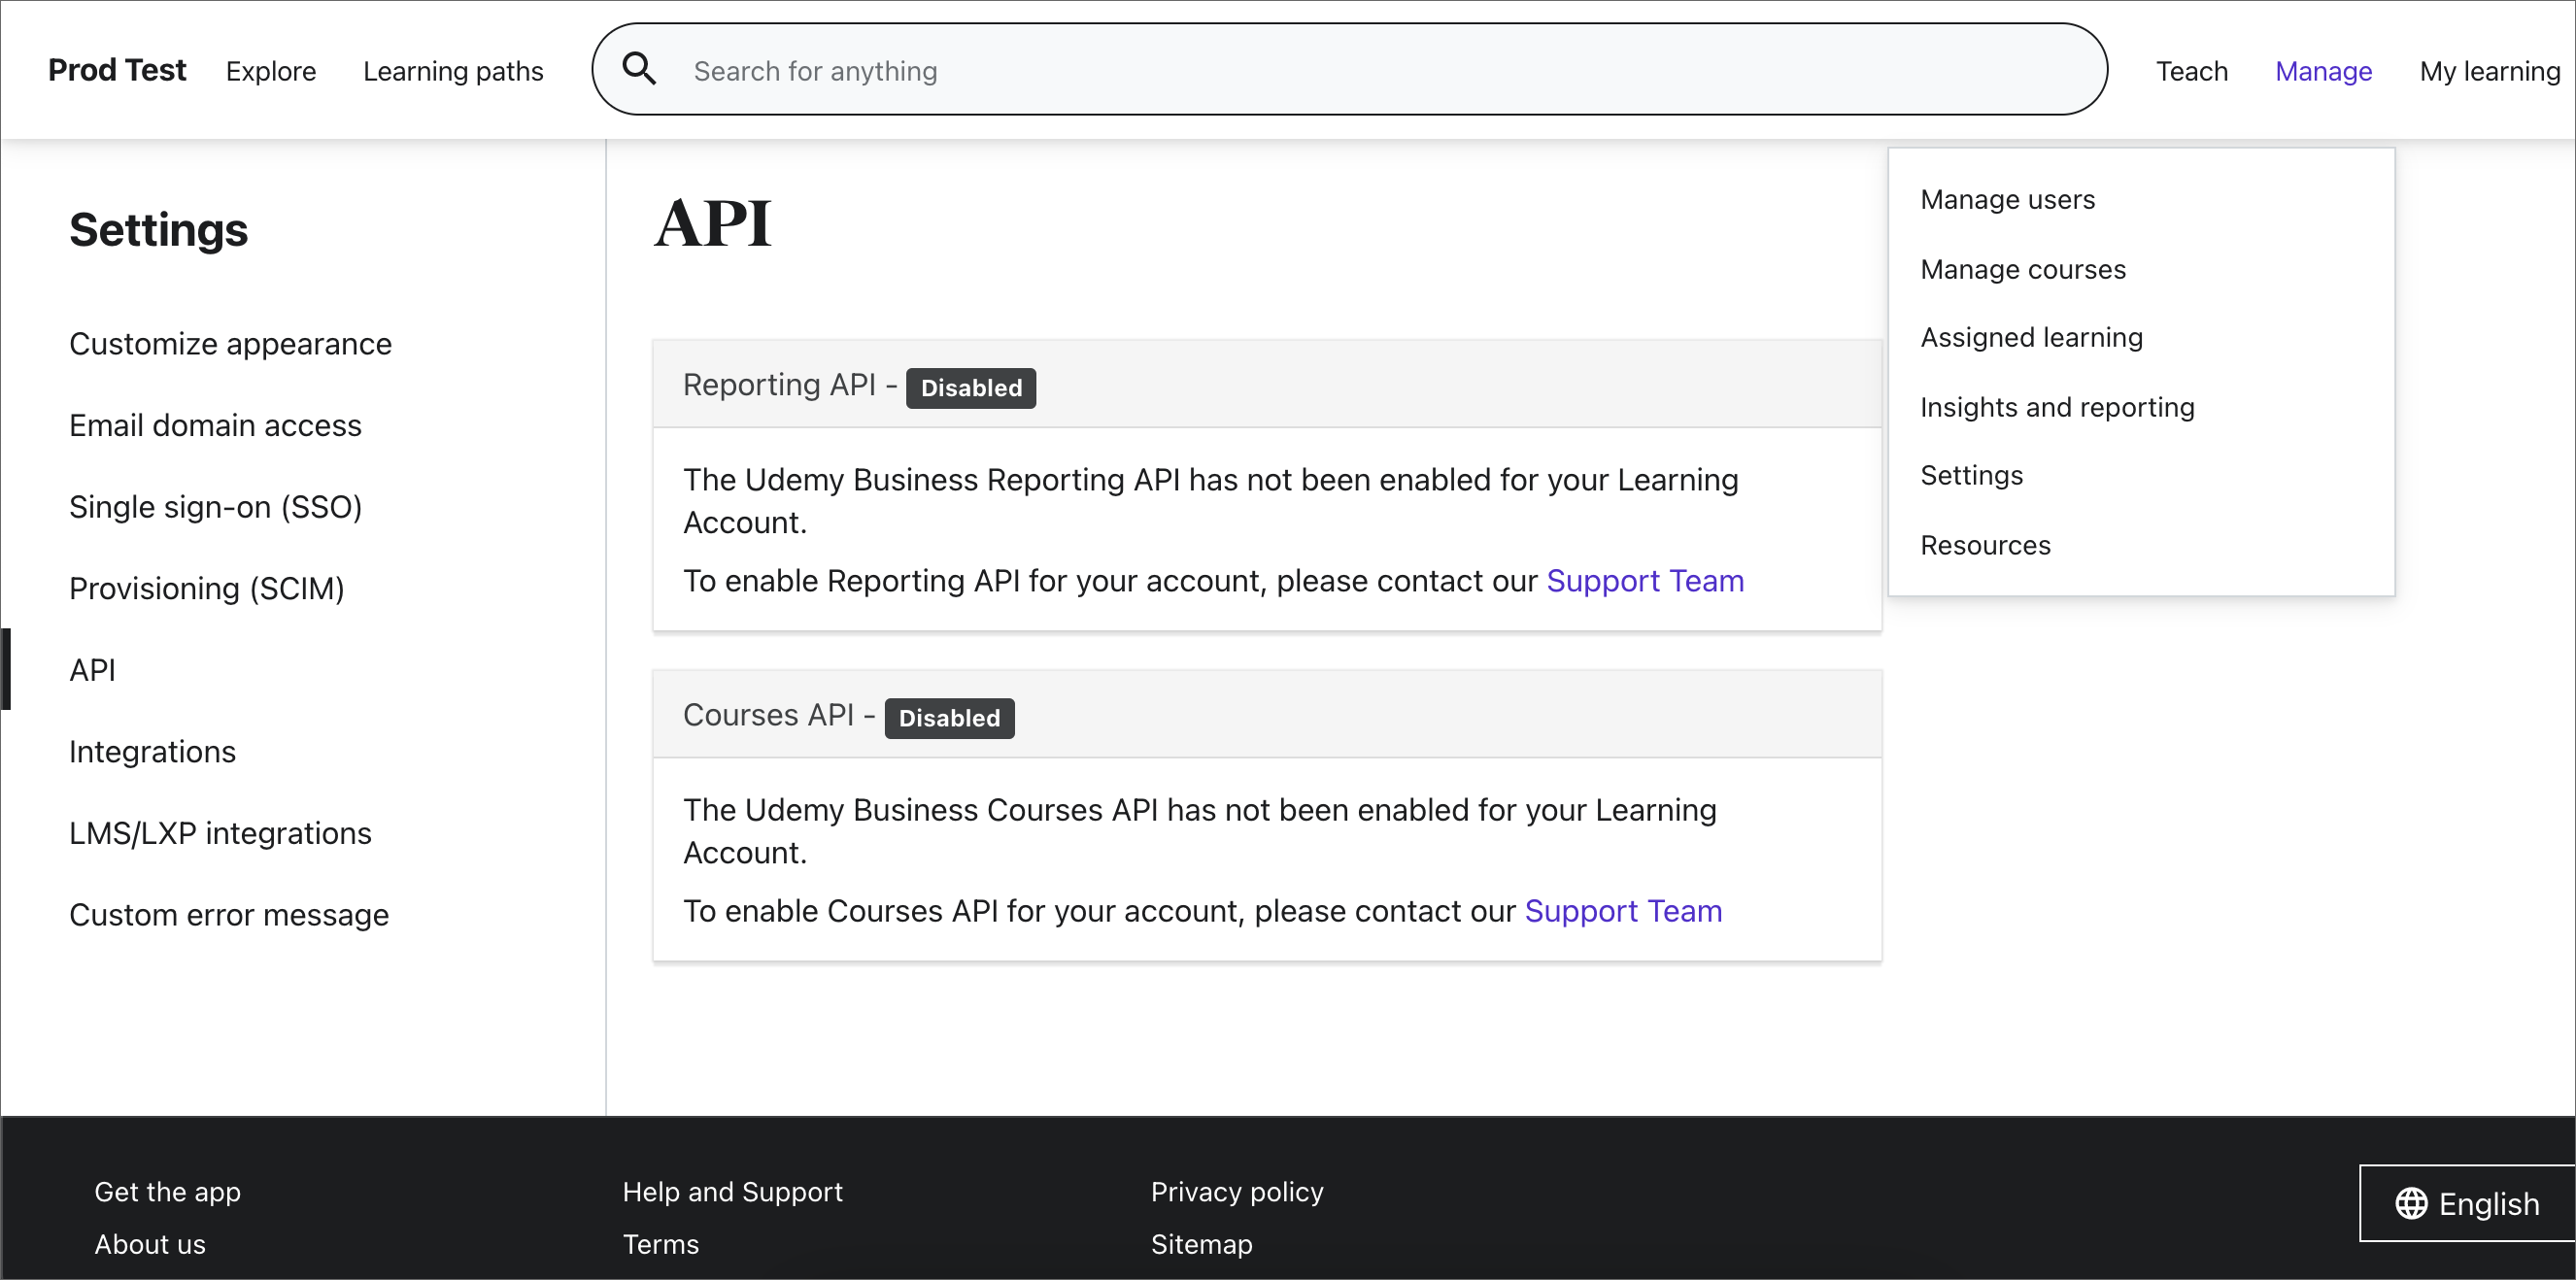 Prod Test
Explore
Learning paths
Search for anything
Teach
Manage
My learning
Settings
Customize appearance
Email domain access
Single sign-on (SSO)
Provisioning (SCIM)
API
Integrations
LMS/LXP integrations
Custom error message
API
Reporting API - Disabled
The Udemy Business Reporting API has not been enabled for your Learning
Account.
To enable Reporting API for your account, please contact our Support Team
Courses API - Disabled
The Udemy Business Courses API has not been enabled for your Learning
Account.
To enable Courses API for your account, please contact our Support Team
Manage users
Manage courses
Assigned learning
Insights and reporting
Settings
Resources
Get the app
About us
Help and Support
Terms
Privacy policy
Sitemap
English